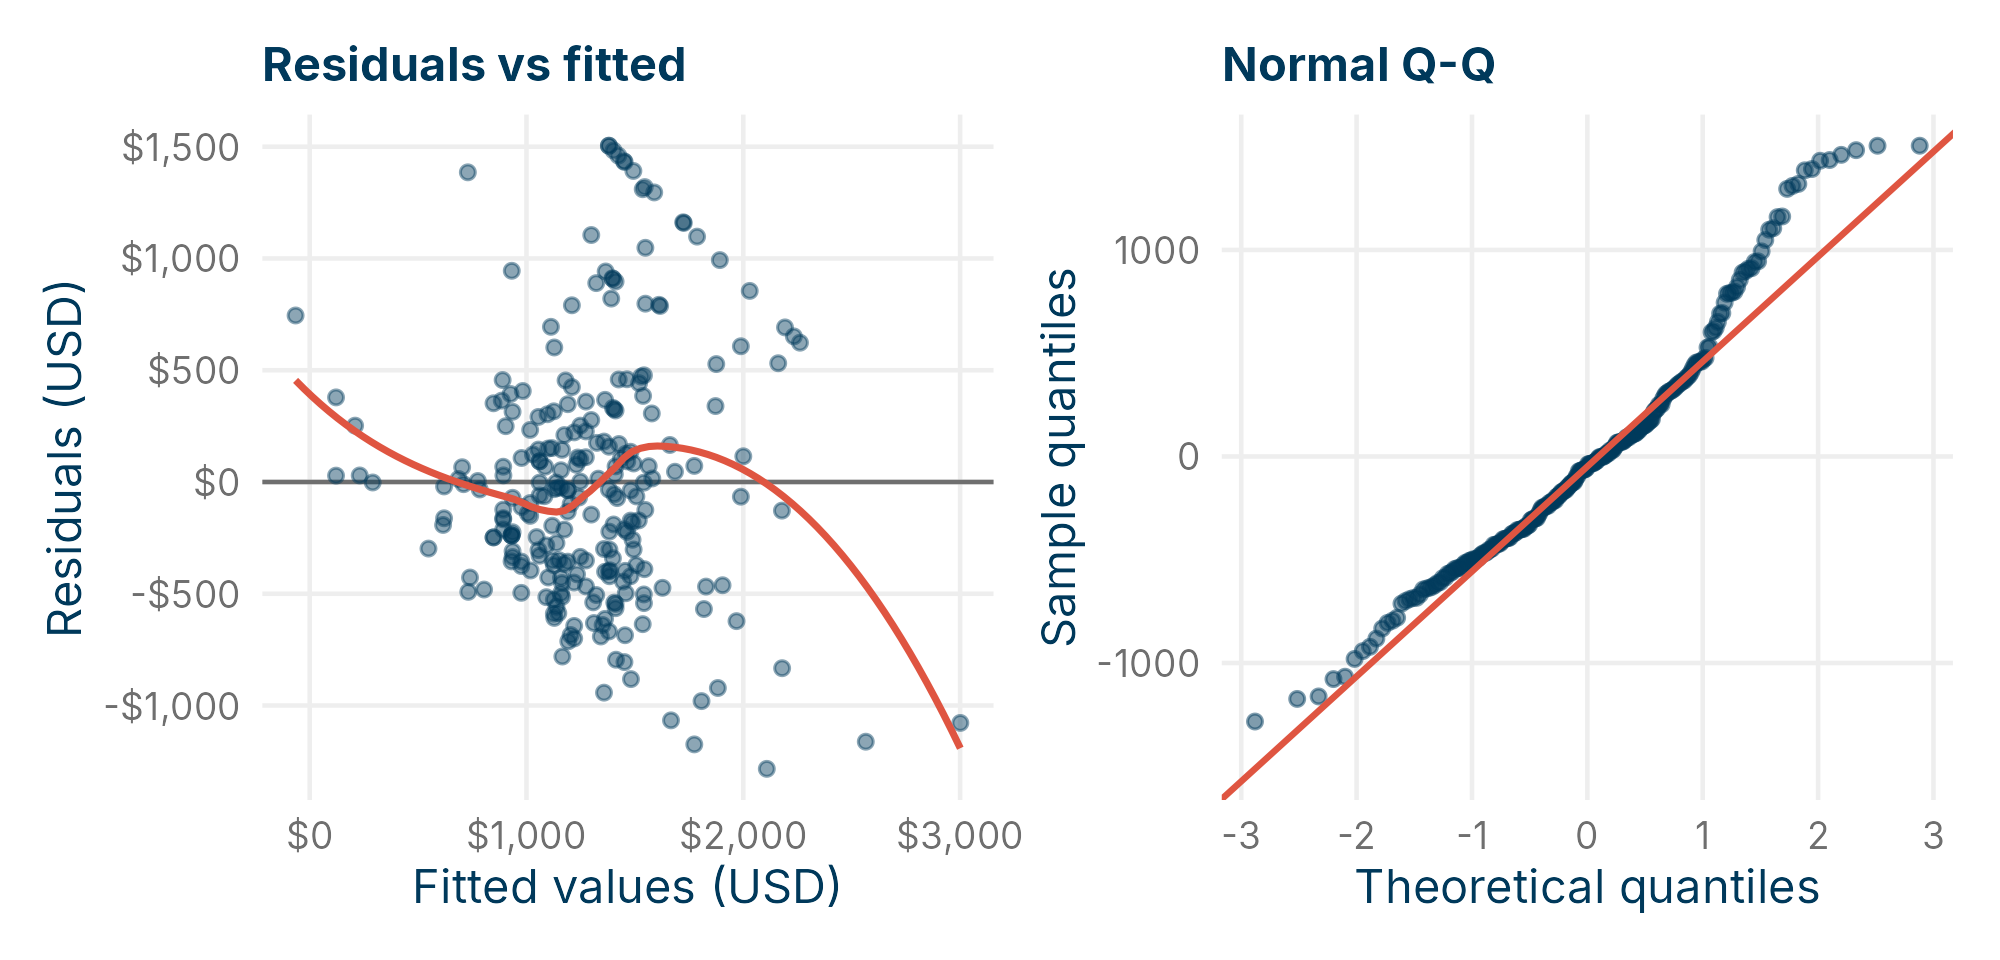 Residuals vs fitted
Normal Q-Q
$1,500
$1,000
$500
$0
-$500
-$1,000
Residuals (USD)
$0 $1,000 $2,000 $3,000
Fitted values (USD)
1000
0
-1000
Sample quantiles
-3 -2 -1 0 1 2 3
Theoretical quantiles